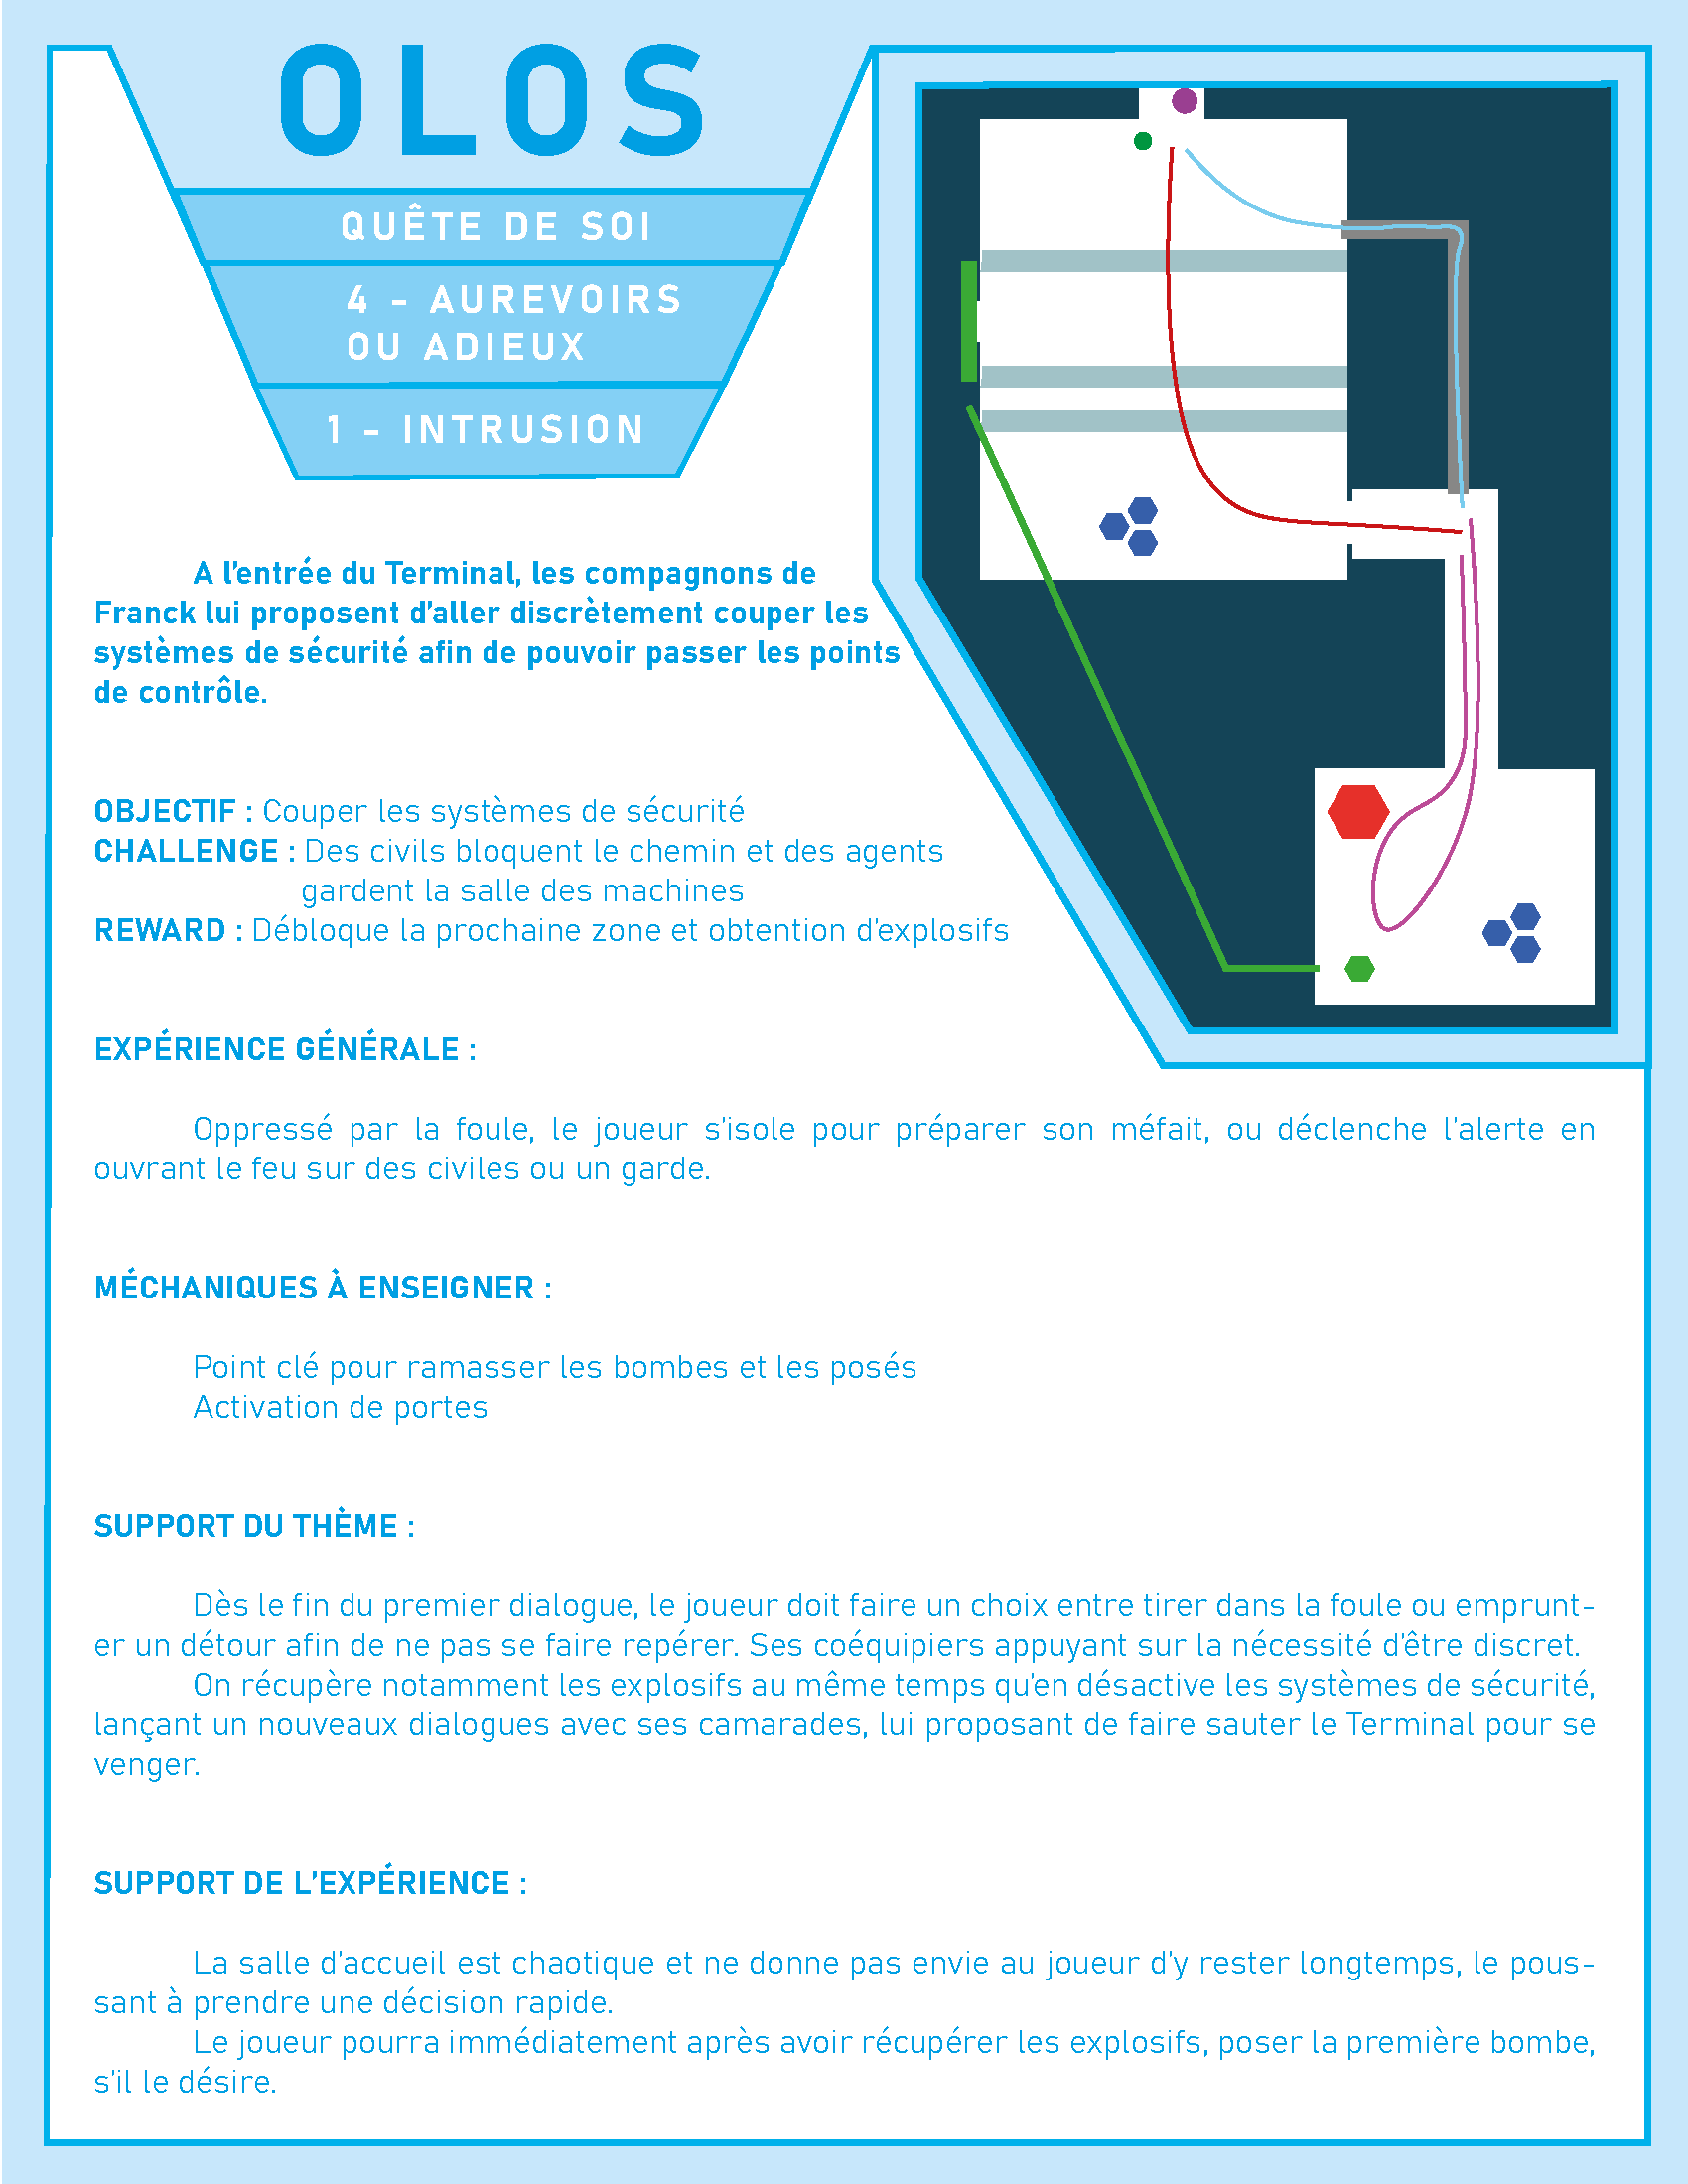 OLOS
QUÊTE DE SOI
4 - AUREVOIRS
OU ADIEUX
1 - INTRUSION
A l'entrée du Terminal, les compagnons de
Franck lui proposent d'aller discrètement couper les
systèmes de sécurité afin de pouvoir passer les points
de contrôle.
OBJECTIF : Couper les systèmes de sécurité
CHALLENGE : Des civils bloquent le chemin et des agents
gardent la salle des machines
REWARD : Débloque la prochaine zone et obtention d'explosifs
EXPÉRIENCE GÉNÉRALE :
Oppressé par la foule, le joueur s'isole pour préparer son méfait, ou déclenche l'alerte en
ouvrant le feu sur des civiles ou un garde.
MÉCHANIQUES À ENSEIGNER :
Point clé pour ramasser les bombes et les posés
Activation de portes
SUPPORT DU THÈME :
Dès le fin du premier dialogue, le joueur doit faire un choix entre tirer dans la foule ou emprunt-
er un détour afin de ne pas se faire repérer. Ses coéquipiers appuyant sur la nécessité d'être discret.
On récupère notamment les explosifs au même temps qu'en désactive les systèmes de sécurité,
lançant un nouveaux dialogues avec ses camarades, lui proposant de faire sauter le Terminal pour se
venger.
SUPPORT DE L'EXPÉRIENCE :
La salle d'accueil est chaotique et ne donne pas envie au joueur d'y rester longtemps, le pous-
sant à prendre une décision rapide.
Le joueur pourra immédiatement après avoir récupérer les explosifs, poser la première bombe,
s'il le désire.